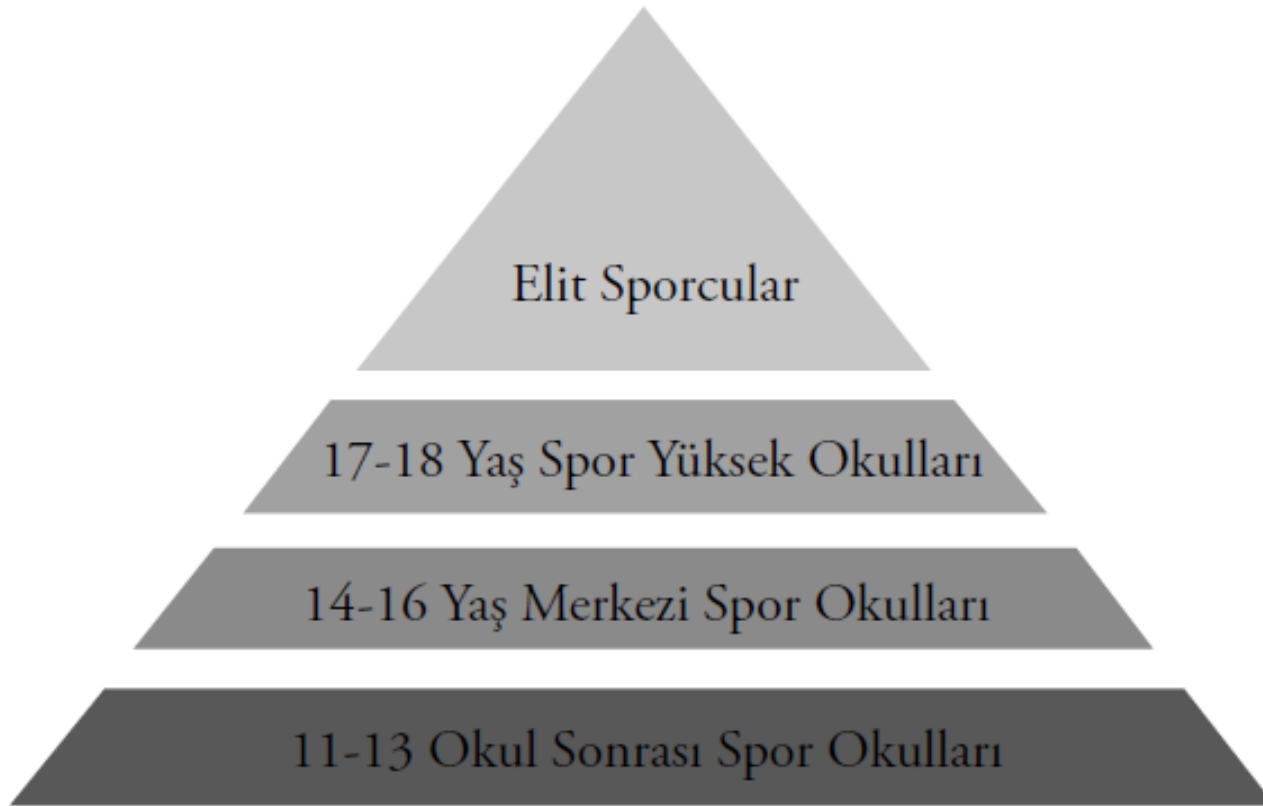 Elit Sporcular
17-18 Yaş Spor Yüksek Okulları
14-16 Yaş Merkezi Spor Okulları
11-13 Okul Sonrası Spor Okulları